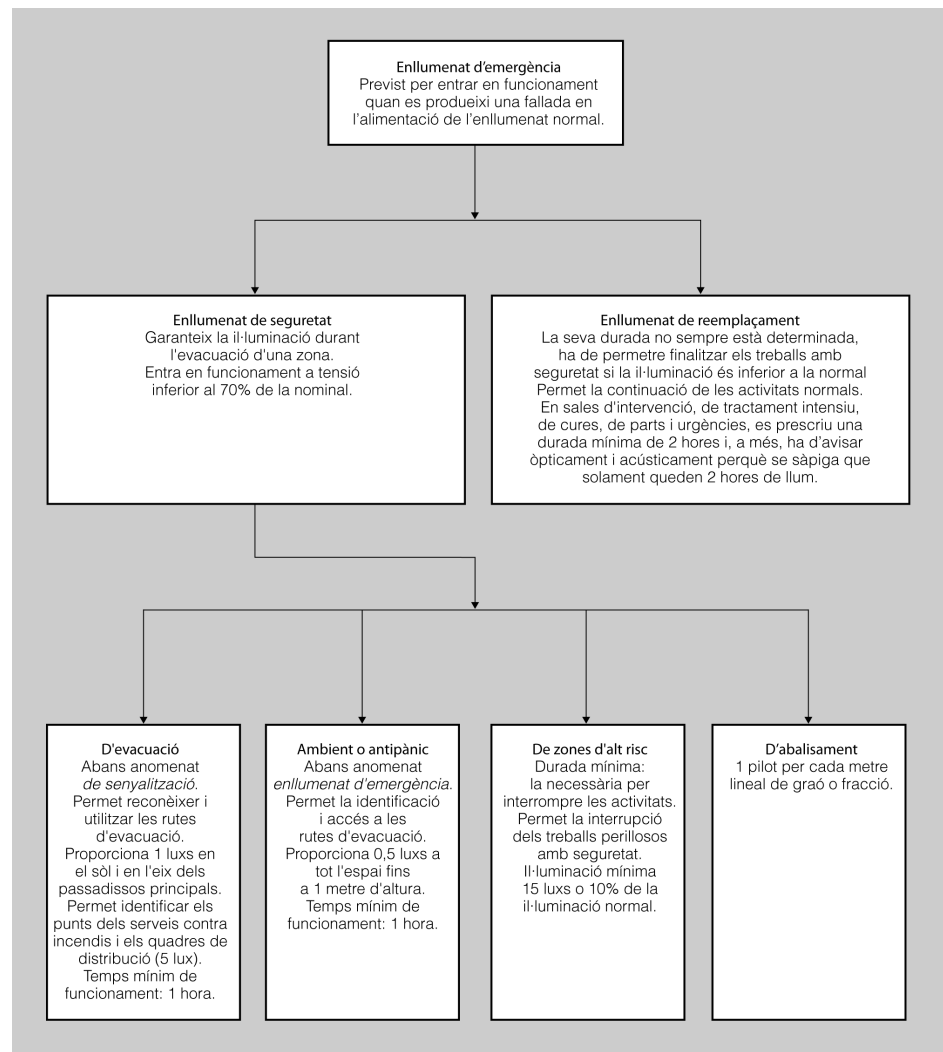 Enllumenat d’emergència
Previst per entrar en funcionament
quan es produeixi una fallada en
l’alimentació de l’enllumenat normal.
Enllumenat de seguretat
Garanteix la il·luminació durant
l'evacuació d'una zona.
Entra en funcionament a tensió
inferior al 70% de la nominal.
Enllumenat de reemplaçament
La seva durada no sempre està determinada,
ha de permetre finalitzar els treballs amb
seguretat si la il·luminació és inferior a la normal
Permet la continuació de les activitats normals.
En sales d'intervenció, de tractament intensiu,
de cures, de parts i urgències, es prescriu una
durada mínima de 2 hores i, a més, ha d’avisar
òpticament i acústicament perquè se sàpiga que
solament queden 2 hores de llum.
D'evacuació
Abans anomenat
de senyalització.
Permet reconèixer i
utilitzar les rutes
d'evacuació.
Proporciona 1 luxs en
el sòl i en l'eix dels
passadissos principals.
Permet identificar els
punts dels serveis contra
incendis i els quadres de
distribució (5 lux).
Temps mínim de
funcionament: 1 hora.
Ambient o antipànic
Abans anomenat
enllumenat d'emergència.
Permet la identificació
i accés a les
rutes d'evacuació.
Proporciona 0,5 luxs a
tot l'espai fins
a 1 metre d'altura.
Temps mínim de
funcionament: 1 hora.
De zones d'alt risc
Durada mínima:
la necessària per
interrompre les activitats.
Permet la interrupció
dels treballs perillosos
amb seguretat.
Il·luminació mínima
15 luxs o 10% de la
il·luminació normal.
D’abalisament
1 pilot per cada metre
lineal de graó o fracció.